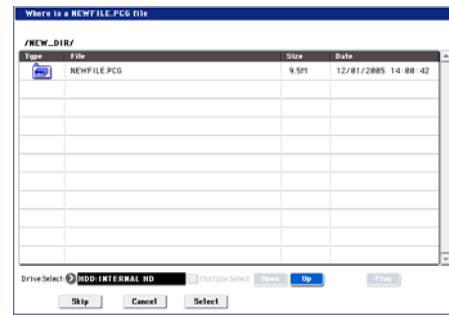 Where is a NEWFILE.PCG file
/NEW_DIR/
Type File Size Date
NEWFILE.PCG 9.5M 12/01/2005 14:00:42
Drive Select: HDD:INTERNAL HD Multiple Select Open Up Play
Skip Cancel Select